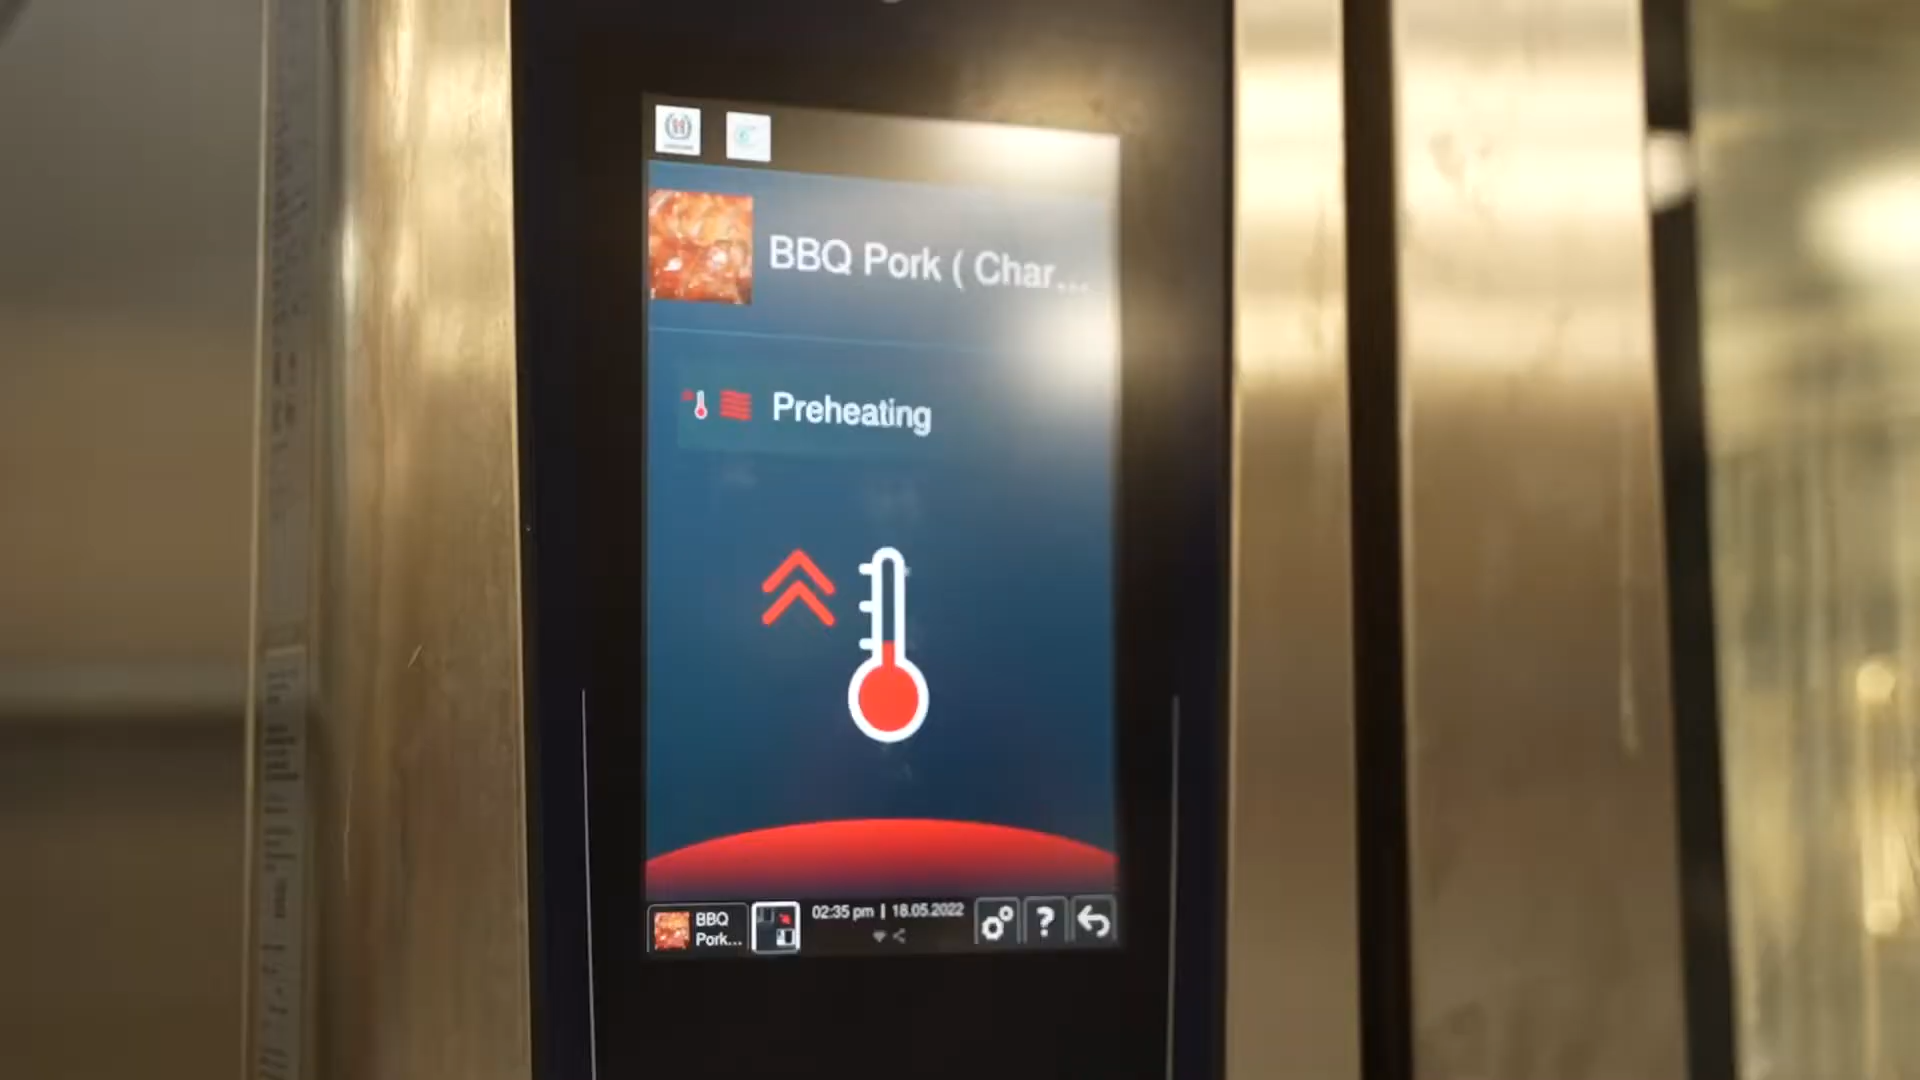 BBQ Pork ( Char...
Preheating
BBQ
Pork...
02:35 pm | 18.05.2022
?